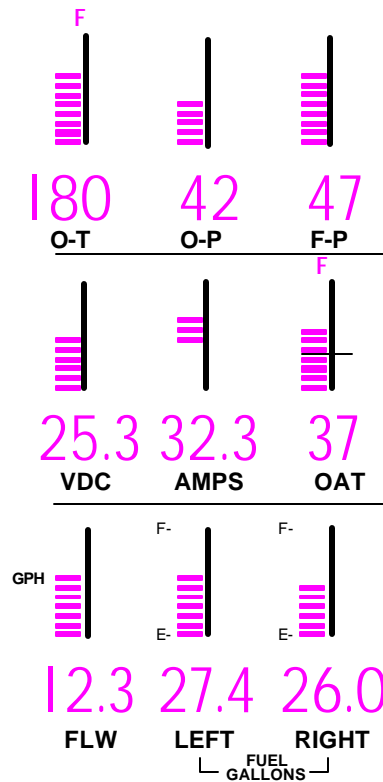 F
180 42 47
O-T O-P F-P
F
25.3 32.3 37
VDC AMPS OAT
F- F-
GPH
E- E-
12.3 27.4 26.0
FLW LEFT RIGHT
FUEL
GALLONS